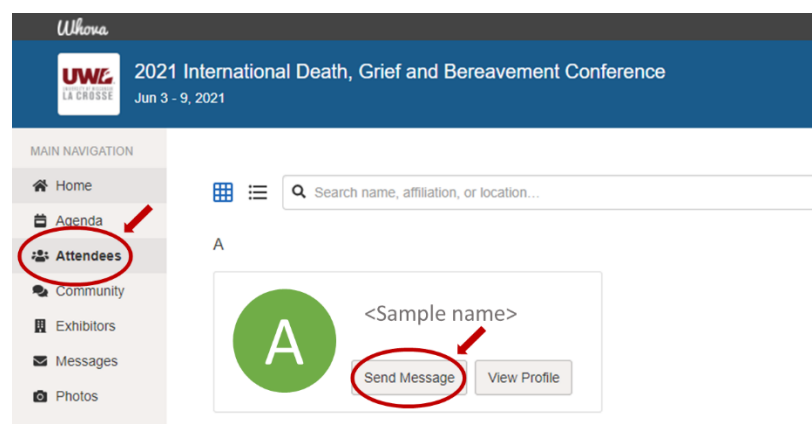 Whova
UWL
UNIVERSITY OF WISCONSIN
LA CROSSE
2021 International Death, Grief and Bereavement Conference
Jun 3 - 9, 2021
MAIN NAVIGATION
Home
Agenda
Attendees
Community
Exhibitors
Messages
Photos
Search name, affiliation, or location...
A
A
<Sample name>
Send Message
View Profile